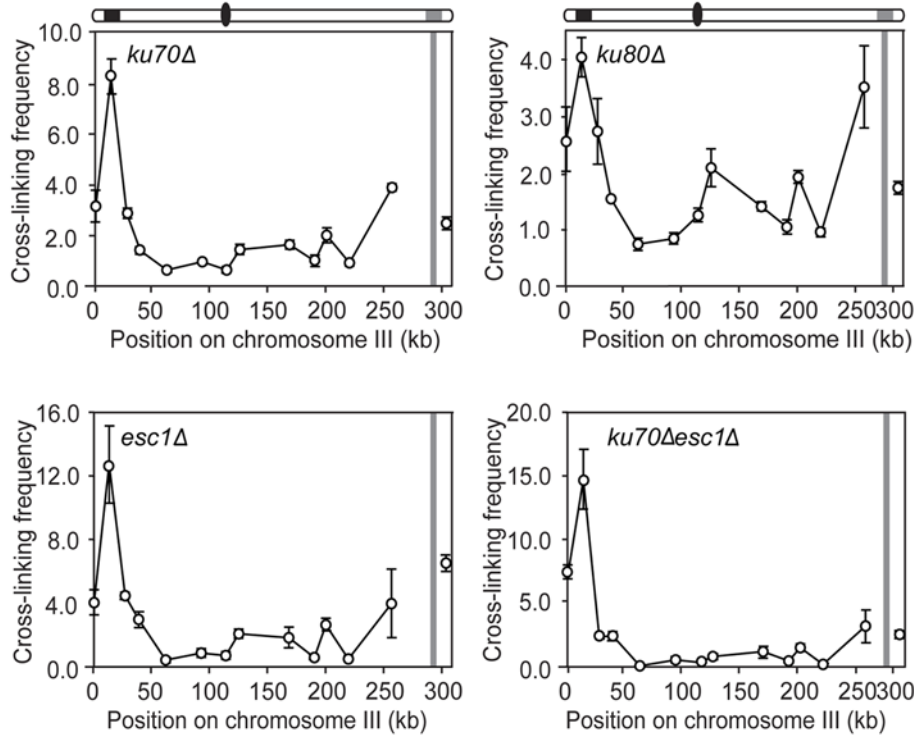 ku70Δ
Cross-linking frequency
10.0
8.0
6.0
4.0
2.0
0.0
0 50 100 150 200 250 300
Position on chromosome III (kb)
ku80Δ
Cross-linking frequency
4.0
3.0
2.0
1.0
0.0
0 50 100 150 200 250 300
Position on chromosome III (kb)
esc1Δ
Cross-linking frequency
16.0
12.0
8.0
4.0
0.0
0 50 100 150 200 250 300
Position on chromosome III (kb)
ku70Δesc1Δ
Cross-linking frequency
20.0
15.0
10.0
5.0
0.0
0 50 100 150 200 250 300
Position on chromosome III (kb)